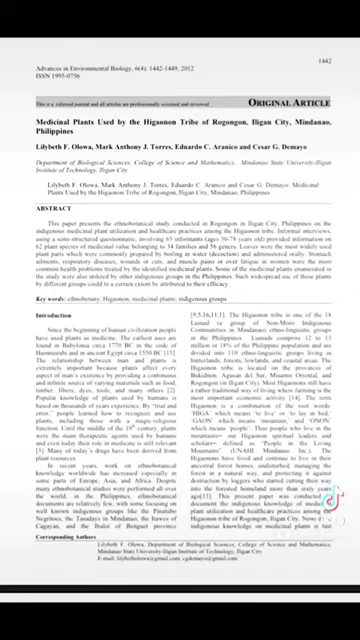 1442
Advances in Environmental Biology, 6(4): 1442-1449, 2012
ISSN 1995-0756
This is a refereed journal and all articles are professionally screened and reviewed
ORIGINAL ARTICLE
Medicinal Plants Used by the Higaonon Tribe of Rogongon, Iligan City, Mindanao,
Philippines
Lilybeth F. Olowa, Mark Anthony J. Torres, Eduardo C. Aranico and Cesar G. Demayo
Department of Biological Sciences, College of Science and Mathematics, Mindanao State University-Iligan
Institute of Technology, Iligan City
Lilybeth F. Olowa, Mark Anthony J. Torres, Eduardo C. Aranico and Cesar G. Demayo: Medicinal
Plants Used by the Higaonon Tribe of Rogongon, Iligan City, Mindanao, Philippines
ABSTRACT
This paper presents the ethnobotanical study conducted in Rogongon in Iligan City, Philippines on the
indigenous medicinal plant utilization and healthcare practices among the Higaonon tribe. Informal interviews,
using a semi-structured questionnaire, involving 65 informants (ages 30-78 years old) provided information on
62 plant species of medicinal value belonging to 34 families and 56 genera. Leaves were the most widely used
plant parts which were commonly prepared by boiling in water (decoction) and administered orally. Stomach
ailments, respiratory diseases, wounds or cuts, and muscle pains or over fatigue in women were the most
common health problems treated by the identified medicinal plants. Some of the medicinal plants enumerated in
the study were also utilized by other indigenous groups in the Philippines. Such widespread use of these plants
by different groups could to a certain extent be attributed to their efficacy.
Key words: ethnobotany, Higaonon, medicinal plants, indigenous groups
Introduction
Since the beginning of human civilization people
have used plants as medicine. The earliest uses are
found in Babylonia circa 1770 BC in the code of
Hammurabi and in ancient Egypt circa 1550 BC [15].
The relationship between man and plants is
extremely important because plants affect every
aspect of man's existence by providing a continuous
and infinite source of varying materials such as food,
timber, fibers, dyes, tools, and many others [2].
Popular knowledge of plants used by humans is
based on thousands of years experience. By "trial and
error," people learned how to recognize and use
plants, including those with a magic-religious
function. Until the middle of the 19th century, plants
were the main therapeutic agents used by humans
and even today their role in medicine is still relevant
[3]. Many of today's drugs have been derived from
plant resources.
In recent years, work on ethnobotanical
knowledge worldwide has increased especially in
some parts of Europe, Asia, and Africa. Despite
many ethnobotanical studies were performed all over
the world, in the Philippines, ethnobotanical
documents are relatively few, with some focusing on
well known indigenous groups like the Pinatubo
Negritos, the Tasadays in Mindanao, the Itawes of
Cagayan, and the Ibalois of Benguet province
[9,5,16,11,1]. The Higaonon tribe is one of the 18
Lumad (a group of Non-Moro Indigenous
Communities in Mindanao) ethno-linguistic groups
in the Philippines. Lumads comprise 12 to 13
million or 18% of the Philippine population and are
divided into 110 ethno-linguistic groups living in
hinterlands, forests, lowlands, and coastal areas. The
Higaonon tribe is located on the provinces of
Bukidnon, Agusan del Sur, Misamis Oriental, and
Rogongon (in Iligan City). Most Higaonons still have
a rather traditional way of living where farming is the
most important economic activity [14]. The term
Higaonon is a combination of the root words:
'HIGA' which means 'to live' or 'to lay in bed',
'GAON' which means 'mountain,' and 'ONON'
which means 'people.' Thus people who live in the
mountains— our Higaonon spiritual leaders and
scholars— defined as "People in the Living
Mountains" (UNAHI Mindanao Inc.). The
Higaonons have lived and continue to live in their
ancestral forest homes, undisturbed, managing the
forest in a natural way, and protecting it against
destruction by loggers who started cutting their way
into the forested homeland more than sixty years
ago[13]. This present paper was conducted
document the indigenous knowledge of medic
plant utilization and healthcare practices among the
Higaonon tribe of Rogongon, Iligan City. Now
indigenous knowledge on medicinal plants is fast
Corresponding Authors
Lilybeth F. Olowa, Department of Biological Sciences, College of Science and Mathematics,
Mindanao State University-Iligan Institute of Technology, Iligan City
E-mail: lilybetholowa@gmail.com, cgdemayo@gmail.com